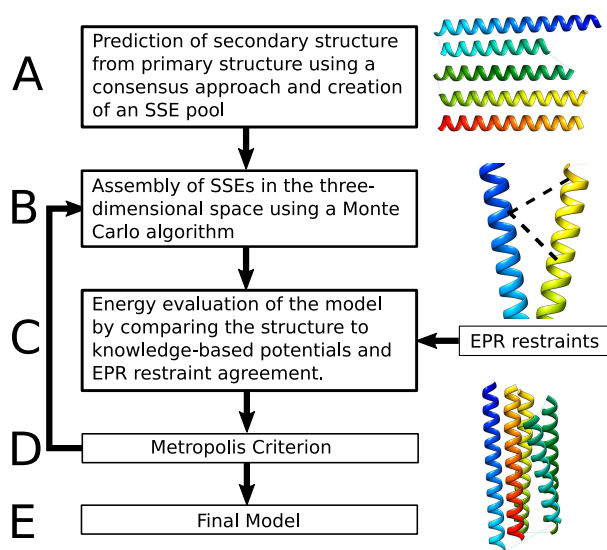 A
Prediction of secondary structure
from primary structure using a
consensus approach and creation
of an SSE pool
B
Assembly of SSEs in the three-
dimensional space using a Monte
Carlo algorithm
C
Energy evaluation of the model
by comparing the structure to
knowledge-based potentials and
EPR restraint agreement.
EPR restraints
D
Metropolis Criterion
E
Final Model